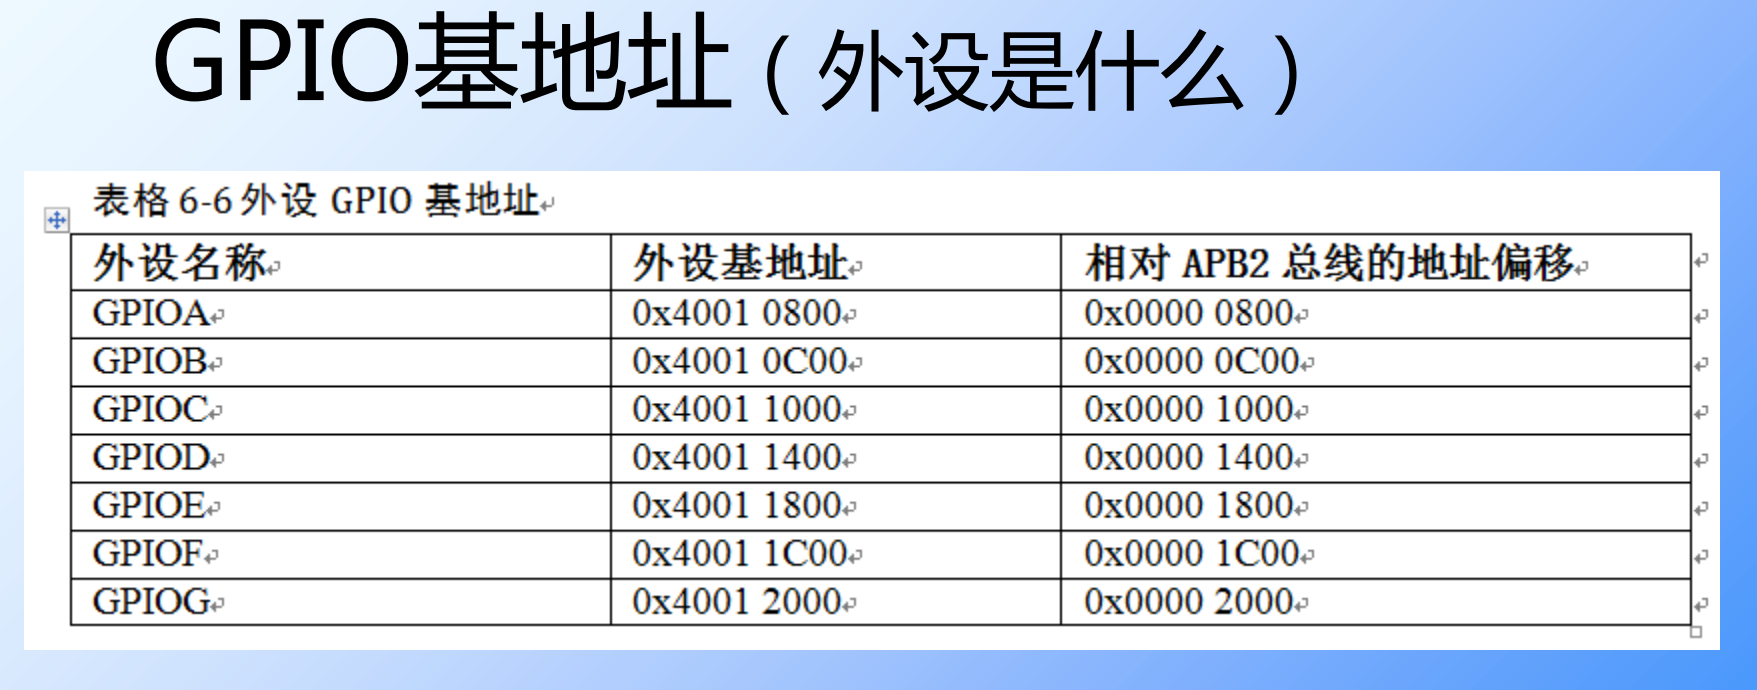 GPIO基地址（外设是什么）
表格 6-6 外设 GPIO 基地址
外设名称 外设基地址 相对 APB2 总线的地址偏移
GPIOA 0x4001 0800 0x0000 0800
GPIOB 0x4001 0C00 0x0000 0C00
GPIOC 0x4001 1000 0x0000 1000
GPIOD 0x4001 1400 0x0000 1400
GPIOE 0x4001 1800 0x0000 1800
GPIOF 0x4001 1C00 0x0000 1C00
GPIOG 0x4001 2000 0x0000 2000